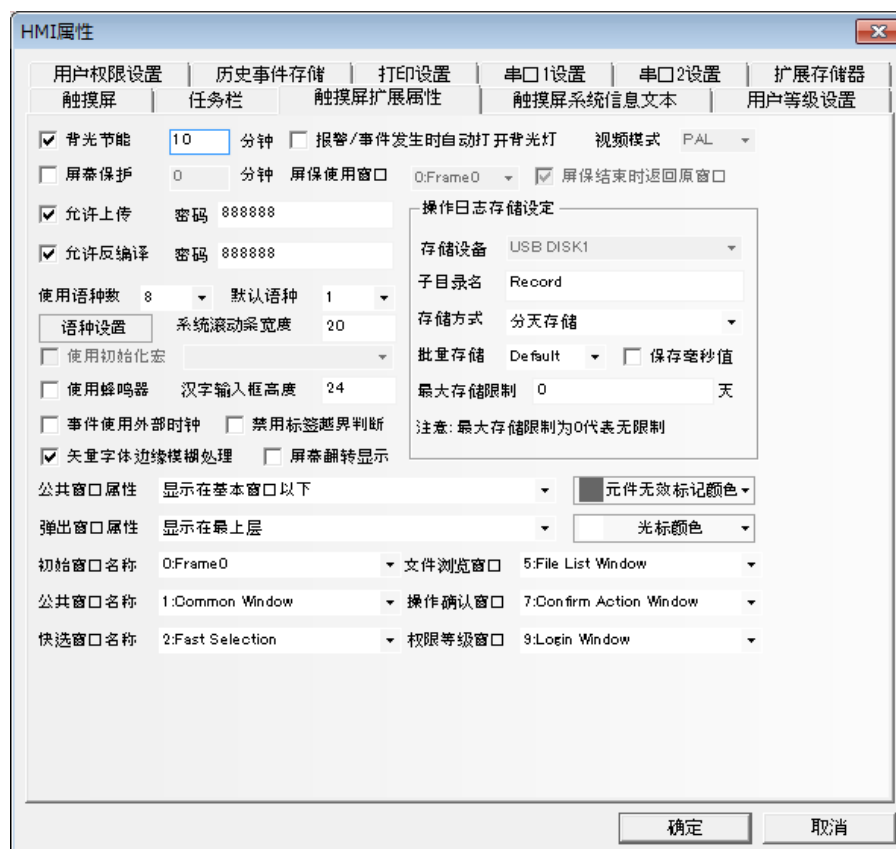 HMI属性
用户权限设置 历史事件存储 打印设置 串口1设置 串口2设置 扩展存储器
触摸屏 任务栏 触摸屏扩展属性 触摸屏系统信息文本 用户等级设置
背光节能 10 分钟 报警/事件发生时自动打开背光灯 视频模式 PAL
屏幕保护 0 分钟 屏保使用窗口 0:Frame0 屏保结束时返回原窗口
允许上传 密码 888888
操作日志存储设定
允许反编译 密码 888888
存储设备 USB DISK1
子目录名 Record
使用语种数 8 默认语种 1
存储方式 分天存储
语种设置 系统滚动条宽度 20
使用初始化宏
批量存储 Default 保存毫秒值
使用蜂鸣器 汉字输入框高度 24
最大存储限制 0 天
事件使用外部时钟 禁用标签越界判断
注意:最大存储限制为0代表无限制
矢量字体边缘模糊处理 屏幕翻转显示
公共窗口属性 显示在基本窗口以下 元件无效标记颜色
弹出窗口属性 显示在最上层 光标颜色
初始窗口名称 0:Frame0 文件浏览窗口 5:File List Window
公共窗口名称 1:Common Window 操作确认窗口 7:Confirm Action Window
快选窗口名称 2:Fast Selection 权限等级窗口 9:Login Window
确定 取消